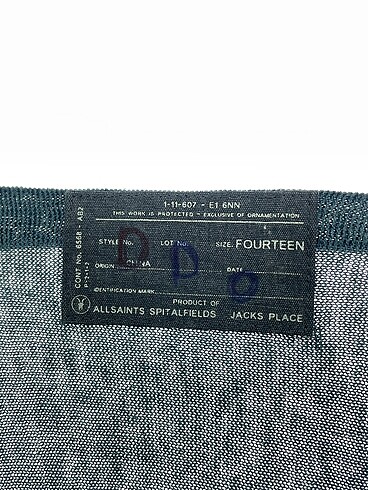 1-11-607 - E1 6NN
THIS WORK IS PROTECTED - EXCLUSIVE OF ORNAMENTATION
STYLE No. LOT No. SIZE. FOURTEEN
ORIGIN CHINA DATE
IDENTIFICATION MARK
PRODUCT OF
ALLSAINTS SPITALFIELDS JACKS PLACE
CONT No. 6568 - AB2
D D O